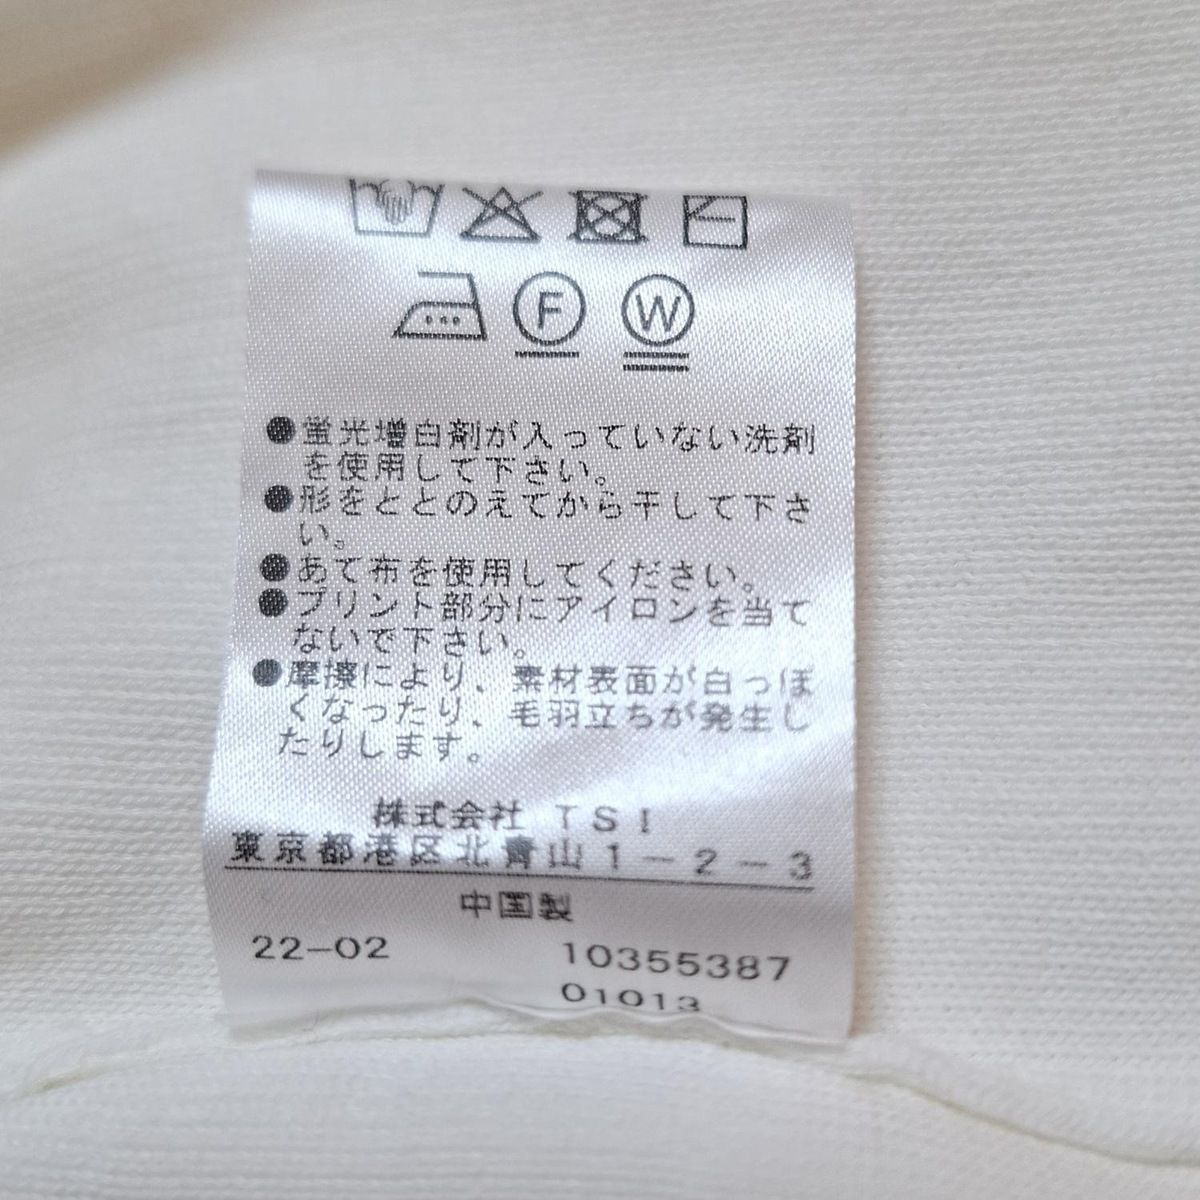 F W
●蛍光増白剤が入っていない洗剤
を使用して下さい。
●形をととのえてから干して下さ
い。
●あて布を使用してください。
●プリント部分にアイロンを当て
ないで下さい。
●摩擦により、素材表面が白っぽ
くなったり、毛羽立ちが発生し
たりします。
株式会社 TSI
東京都港区北青山1-2-3
中国製
22-02 10355387
01013